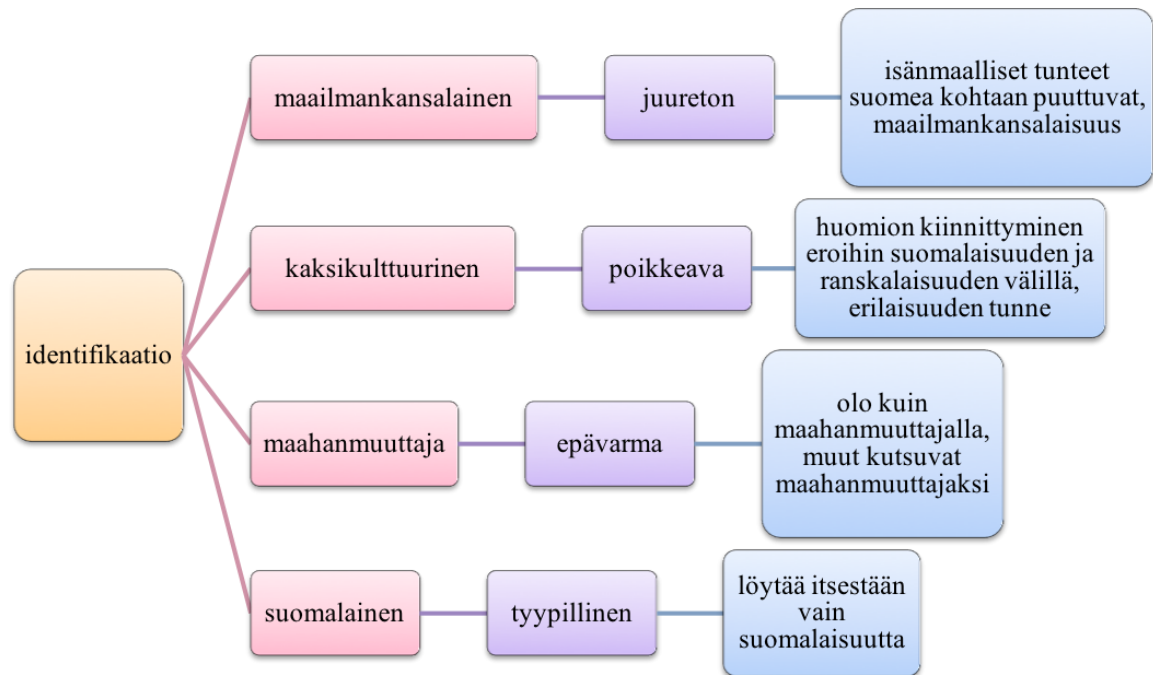 identifikaatio
maailmankansalainen
juureton
isänmaalliset tunteet
suomea kohtaan puuttuvat,
maailmankansalaisuus
kaksikulttuurinen
poikkeava
huomion kiinnittyminen
eroihin suomalaisuuden ja
ranskalaisuuden välillä,
erilaisuuden tunne
maahanmuuttaja
epävarma
olo kuin
maahanmuuttajalla,
muut kutsuvat
maahanmuuttajaksi
suomalainen
tyypillinen
löytää itsestään
vain
suomalaisuutta